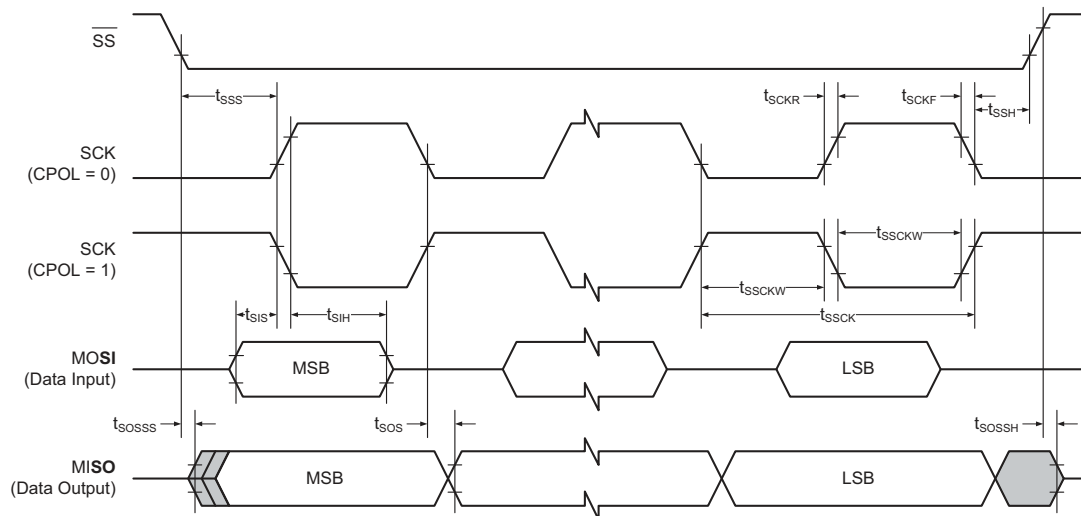 SS
tSSS
tSCKR
tSCKF
tSSH
SCK
(CPOL = 0)
SCK
(CPOL = 1)
tSSCKW
tSSCKW
tSSCK
tSIS
tSIH
MOSI
(Data Input)
MSB
LSB
tSOSSS
tSOS
tSOSSH
MISO
(Data Output)
MSB
LSB